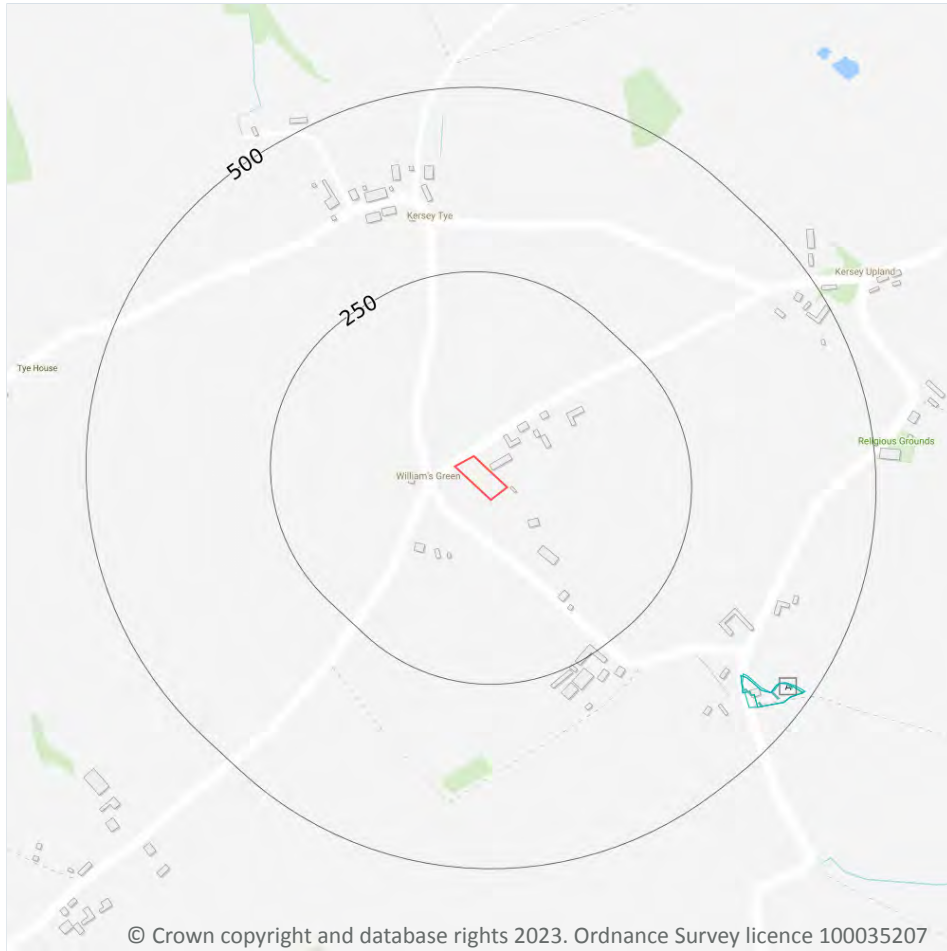 500
Kersey Tye
Kersey Upland
250
Tye House
Religious Grounds
William's Green
A
© Crown copyright and database rights 2023. Ordnance Survey licence 100035207